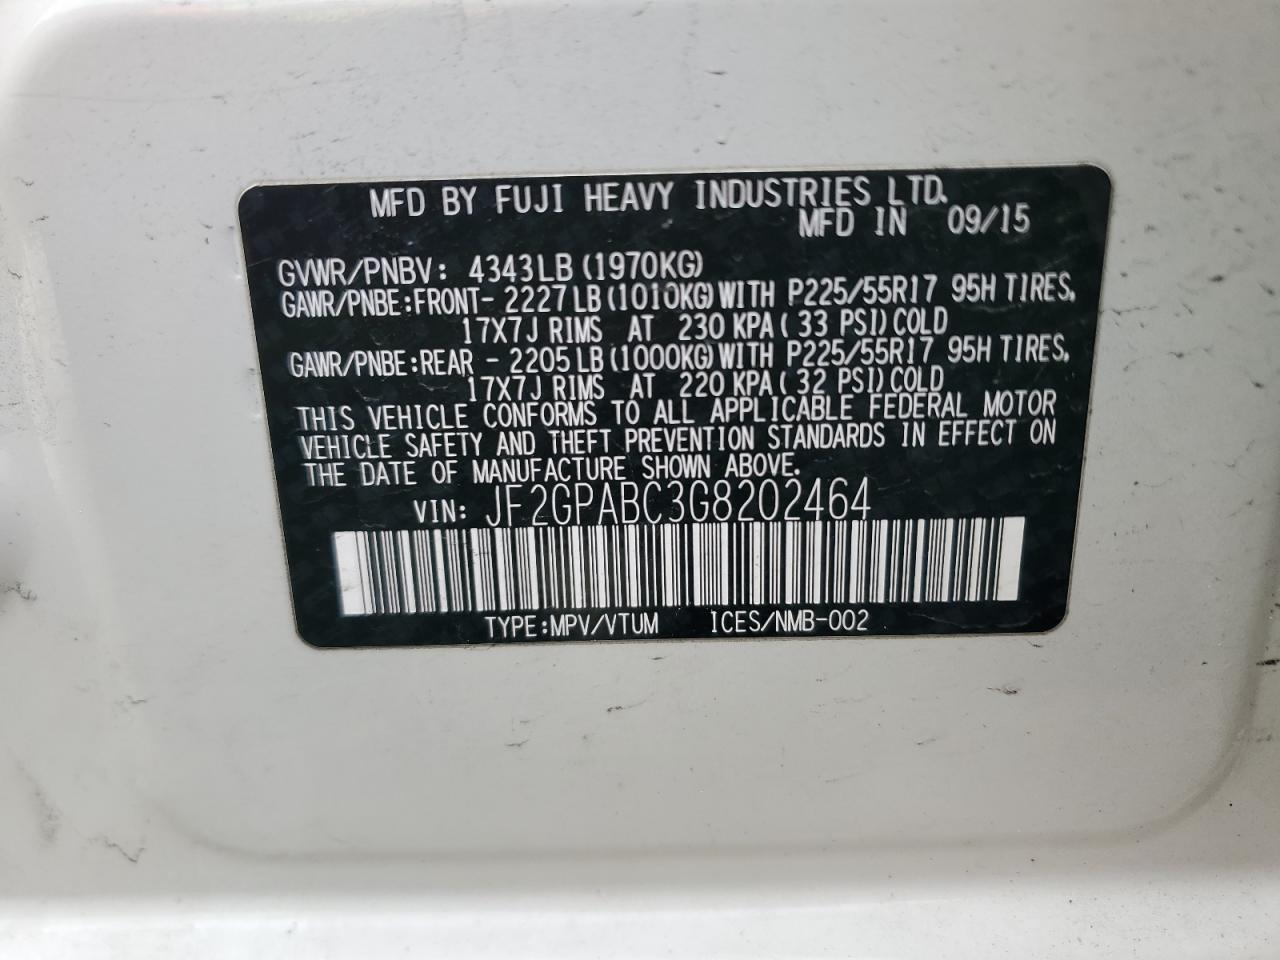 MFD BY FUJI HEAVY INDUSTRIES LTD.
MFD IN 09/15
GVWR/PNBV: 4343LB (1970KG)
GAWR/PNBE:FRONT- 2227LB (1010KG) WITH P225/55R17 95H TIRES,
17X7J RIMS AT 230 KPA ( 33 PSI) COLD
GAWR/PNBE:REAR - 2205LB (1000KG) WITH P225/55R17 95H TIRES,
17X7J RIMS AT 220 KPA ( 32 PSI) COLD
THIS VEHICLE CONFORMS TO ALL APPLICABLE FEDERAL MOTOR
VEHICLE SAFETY AND THEFT PREVENTION STANDARDS IN EFFECT ON
THE DATE OF MANUFACTURE SHOWN ABOVE.
VIN: JF2GPABC3G8202464
TYPE:MPV/VTUM ICES/NMB-002